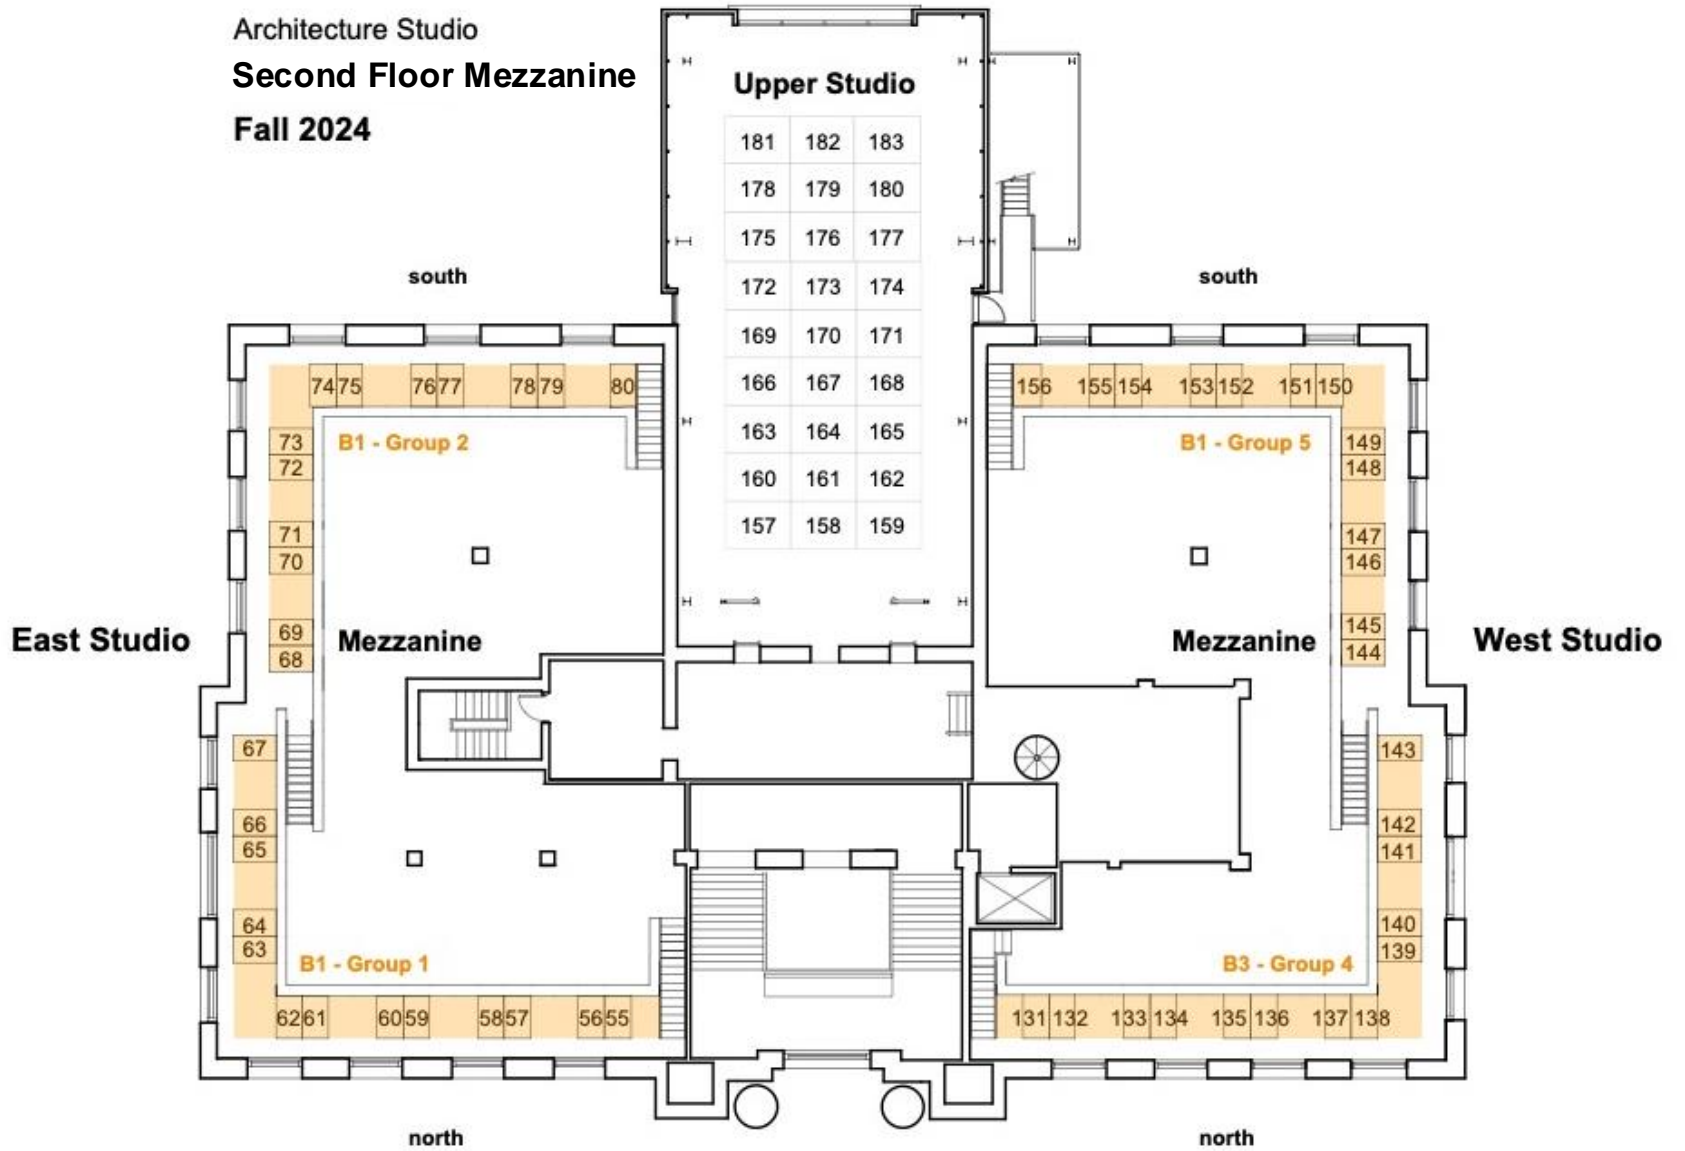 Architecture Studio
Second Floor Mezzanine
Fall 2024
Upper Studio
181 182 183
178 179 180
175 176 177
172 173 174
169 170 171
166 167 168
163 164 165
160 161 162
157 158 159
south
south
74 75 76 77 78 79 80
156 155 154 153 152 151 150
73
72
71
70
69
68
B1 - Group 2
B1 - Group 5
149
148
147
146
145
144
East Studio
Mezzanine
Mezzanine
West Studio
67
66
65
64
63
143
142
141
140
139
B1 - Group 1
B3 - Group 4
62 61 60 59 58 57 56 55
131 132 133 134 135 136 137 138
north
north